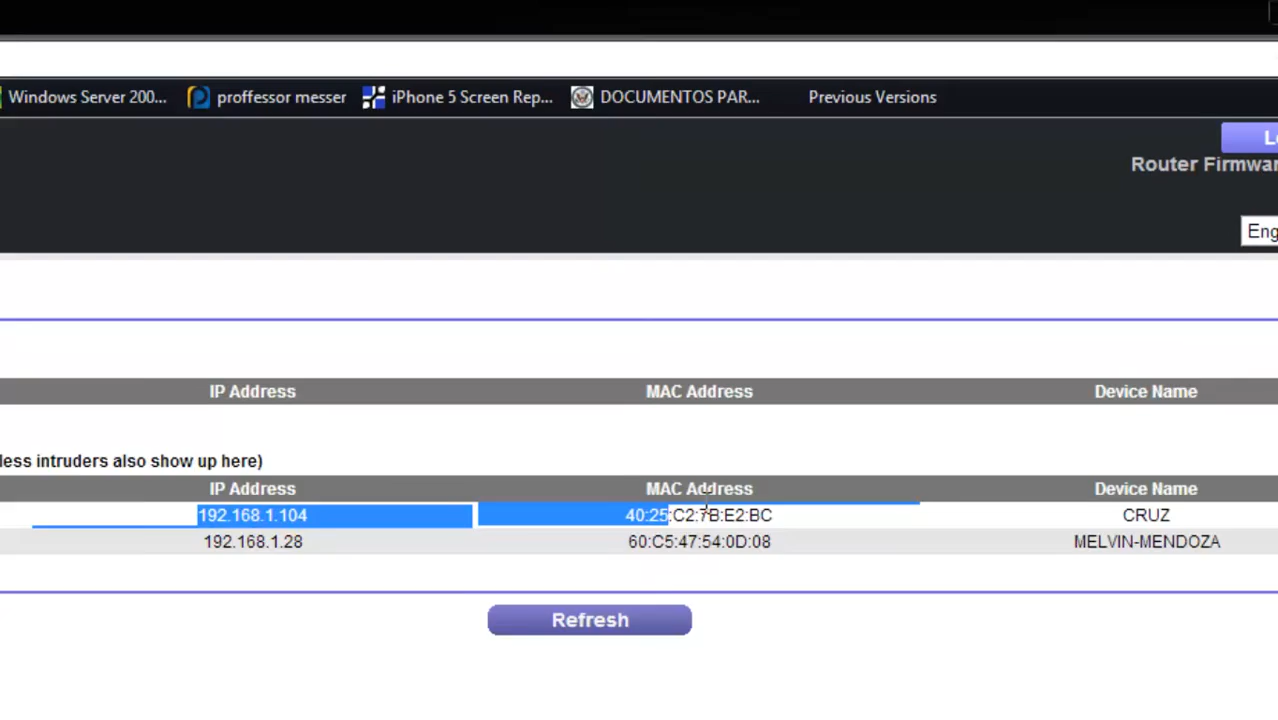 Windows Server 200... proffessor messer iPhone 5 Screen Rep... DOCUMENTOS PAR... Previous Versions
Router Firmwar
Eng
IP Address MAC Address Device Name
less intruders also show up here)
IP Address MAC Address Device Name
192.168.1.104 40:25:C2:7B:E2:BC CRUZ
192.168.1.28 60:C5:47:54:0D:08 MELVIN-MENDOZA
Refresh